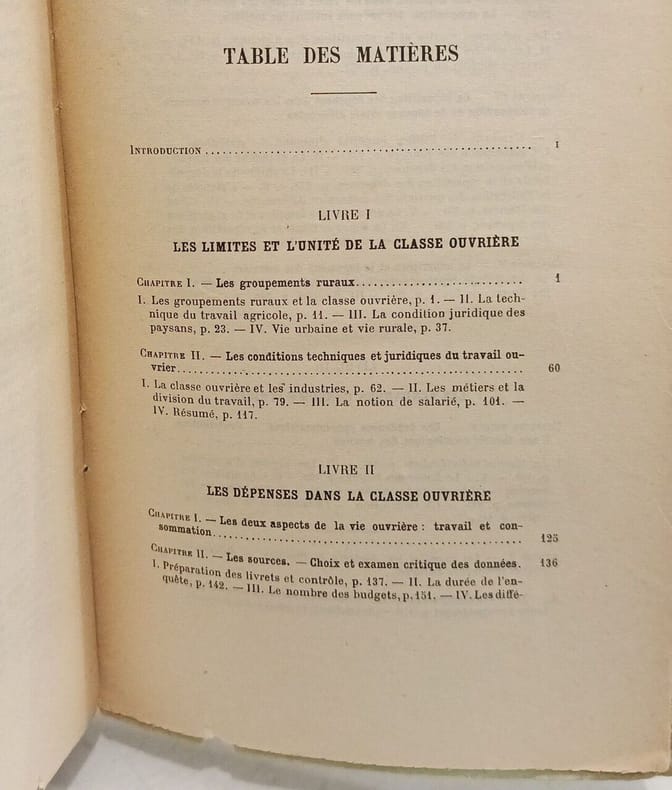 TABLE DES MATIÈRES
INTRODUCTION ........ I
LIVRE I
LES LIMITES ET L'UNITÉ DE LA CLASSE OUVRIÈRE
CHAPITRE I. — Les groupements ruraux........ 1
I. Les groupements ruraux et la classe ouvrière, p. 1. — II. La tech-
nique du travail agricole, p. 11. — III. La condition juridique des
paysans, p. 23. — IV. Vie urbaine et vie rurale, p. 37.
CHAPITRE II. — Les conditions techniques et juridiques du travail ou-
vrier........ 60
I. La classe ouvrière et les industries, p. 62. — II. Les métiers et la
division du travail, p. 79. — III. La notion de salarié, p. 101. —
IV. Résumé, p. 117.
LIVRE II
LES DÉPENSES DANS LA CLASSE OUVRIÈRE
CHAPITRE I. — Les deux aspects de la vie ouvrière : travail et con-
sommation........ 125
CHAPITRE II. — Les sources. — Choix et examen critique des données. 136
I. Préparation des livrets et contrôle, p. 137. — II. La durée de l'en-
quête, p. 142. — III. Le nombre des budgets, p. 151. — IV. Les diffé-